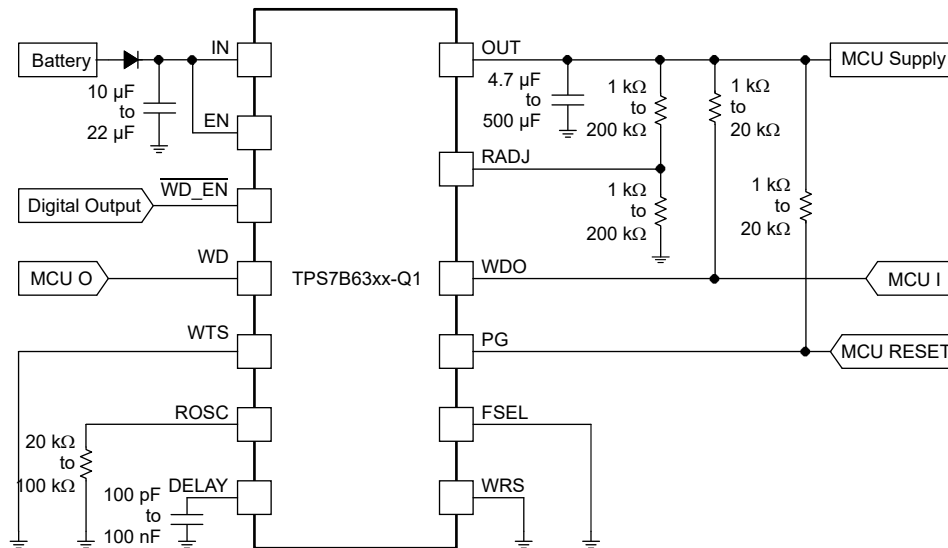 IN
OUT
Battery
MCU Supply
10 µF
to
22 µF
4.7 µF
to
500 µF
1 kΩ
to
200 kΩ
1 kΩ
to
20 kΩ
EN
RADJ
WD_EN
Digital Output
1 kΩ
to
200 kΩ
1 kΩ
to
20 kΩ
WD
MCU O
TPS7B63xx-Q1
WDO
MCU I
WTS
PG
MCU RESET
ROSC
FSEL
20 kΩ
to
100 kΩ
DELAY
WRS
100 pF
to
100 nF